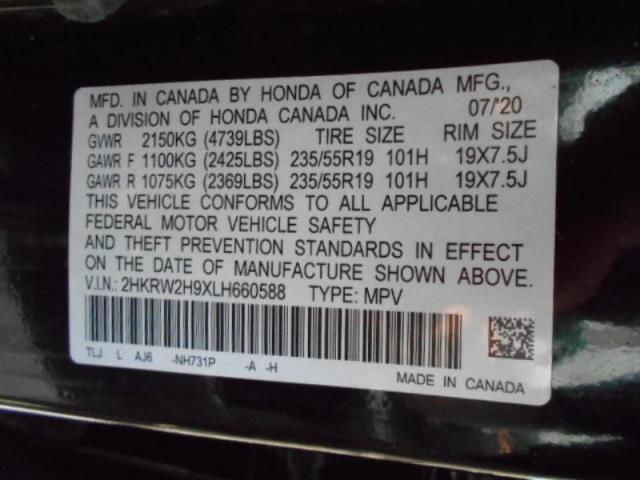 MFD. IN CANADA BY HONDA OF CANADA MFG.,
A DIVISION OF HONDA CANADA INC. 07/'20
GVWR 2150KG (4739LBS) TIRE SIZE RIM SIZE
GAWR F 1100KG (2425LBS) 235/55R19 101H 19X7.5J
GAWR R 1075KG (2369LBS) 235/55R19 101H 19X7.5J
THIS VEHICLE CONFORMS TO ALL APPLICABLE
FEDERAL MOTOR VEHICLE SAFETY
AND THEFT PREVENTION STANDARDS IN EFFECT
ON THE DATE OF MANUFACTURE SHOWN ABOVE.
V.I.N.: 2HKRW2H9XLH660588 TYPE: MPV
TLJ L AJ6 -NH731P -A -H
MADE IN CANADA